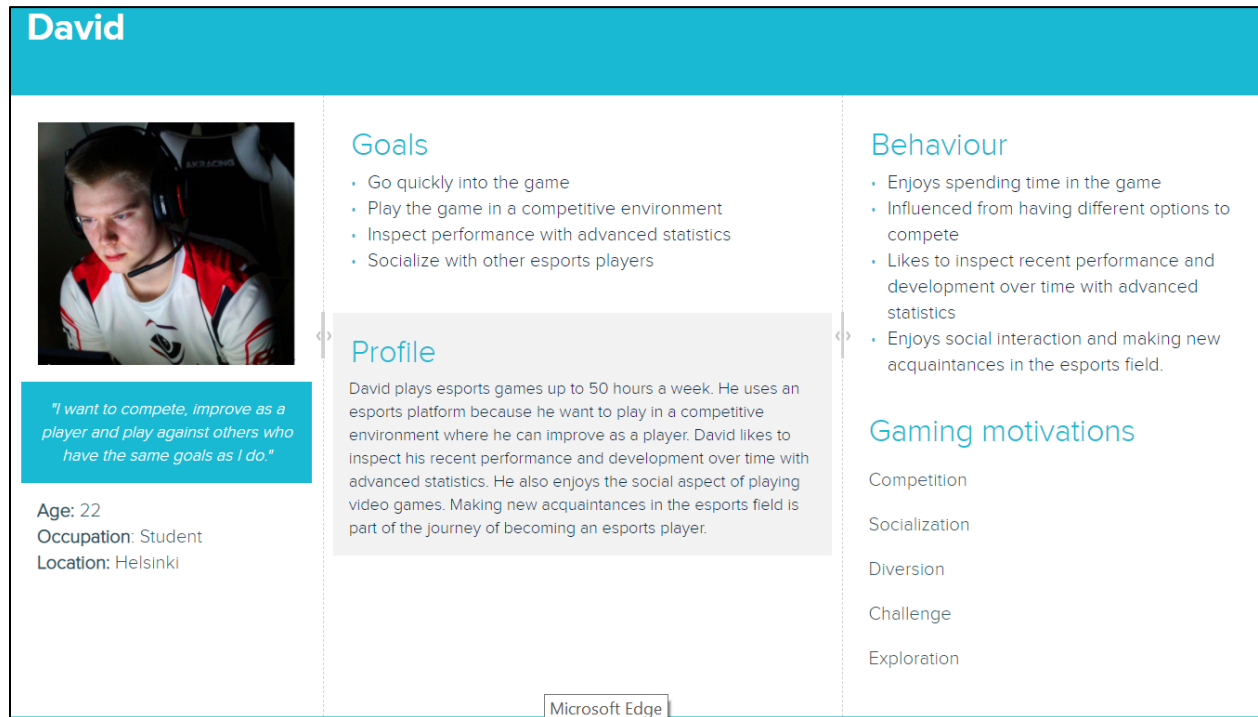 David
AKRACING
"I want to compete, improve as a
player and play against others who
have the same goals as I do."
Age: 22
Occupation: Student
Location: Helsinki
Goals
• Go quickly into the game
• Play the game in a competitive environment
• Inspect performance with advanced statistics
• Socialize with other esports players
Profile
David plays esports games up to 50 hours a week. He uses an
esports platform because he want to play in a competitive
environment where he can improve as a player. David likes to
inspect his recent performance and development over time with
advanced statistics. He also enjoys the social aspect of playing
video games. Making new acquaintances in the esports field is
part of the journey of becoming an esports player.
Behaviour
• Enjoys spending time in the game
• Influenced from having different options to
compete
• Likes to inspect recent performance and
development over time with advanced
statistics
• Enjoys social interaction and making new
acquaintances in the esports field.
Gaming motivations
Competition
Socialization
Diversion
Challenge
Exploration
Microsoft Edge